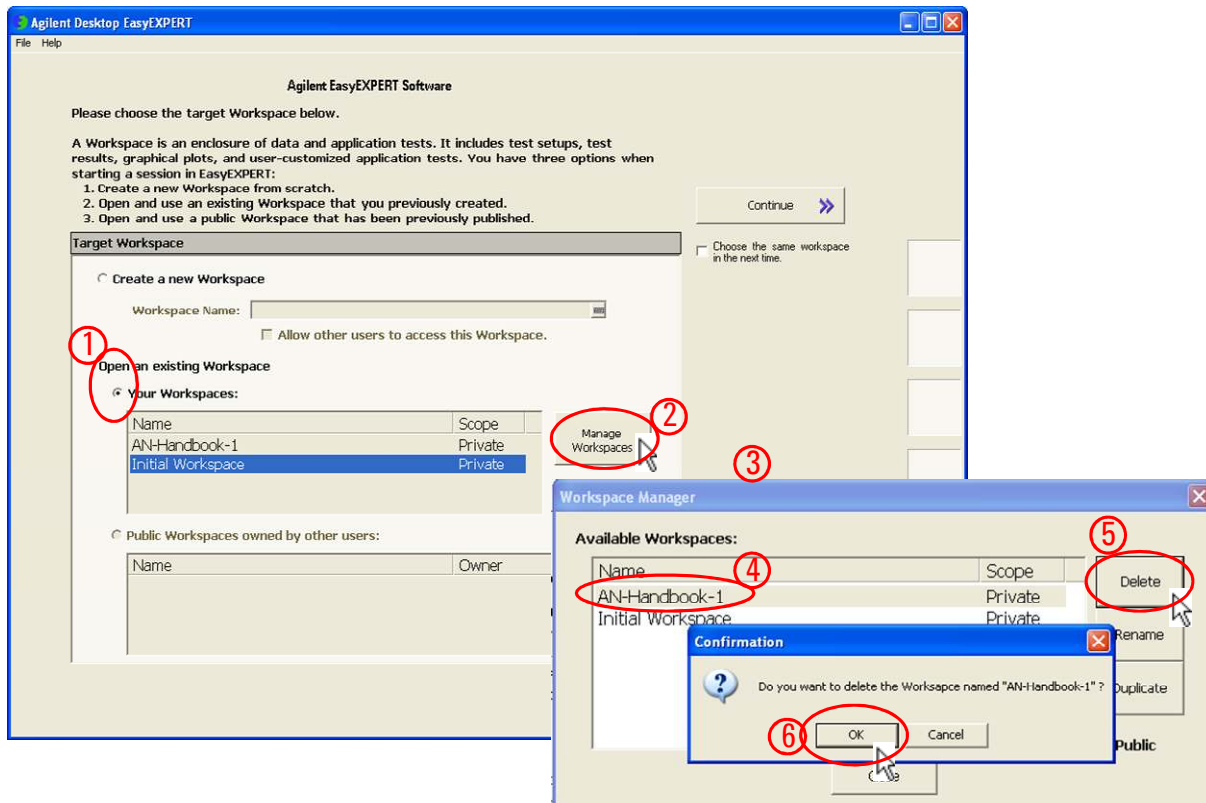 Agilent Desktop EasyEXPERT
File Help
Agilent EasyEXPERT Software
Please choose the target Workspace below.
A Workspace is an enclosure of data and application tests. It includes test setups, test
results, graphical plots, and user-customized application tests. You have three options when
starting a session in EasyEXPERT:
1. Create a new Workspace from scratch.
2. Open and use an existing Workspace that you previously created.
3. Open and use a public Workspace that has been previously published.
Continue
Choose the same workspace
in the next time.
Target Workspace
Create a new Workspace
Workspace Name:
Allow other users to access this Workspace.
1
Open an existing Workspace
Your Workspaces:
Name Scope
AN-Handbook-1 Private
Initial Workspace Private
2
Manage
Workspaces
Public Workspaces owned by other users:
Name Owner
3
Workspace Manager
Available Workspaces:
4
5
Name Scope
AN-Handbook-1 Private
Initial Workspace Private
Delete
Rename
Duplicate
Public
Confirmation
Do you want to delete the Worksapce named "AN-Handbook-1" ?
6
OK Cancel